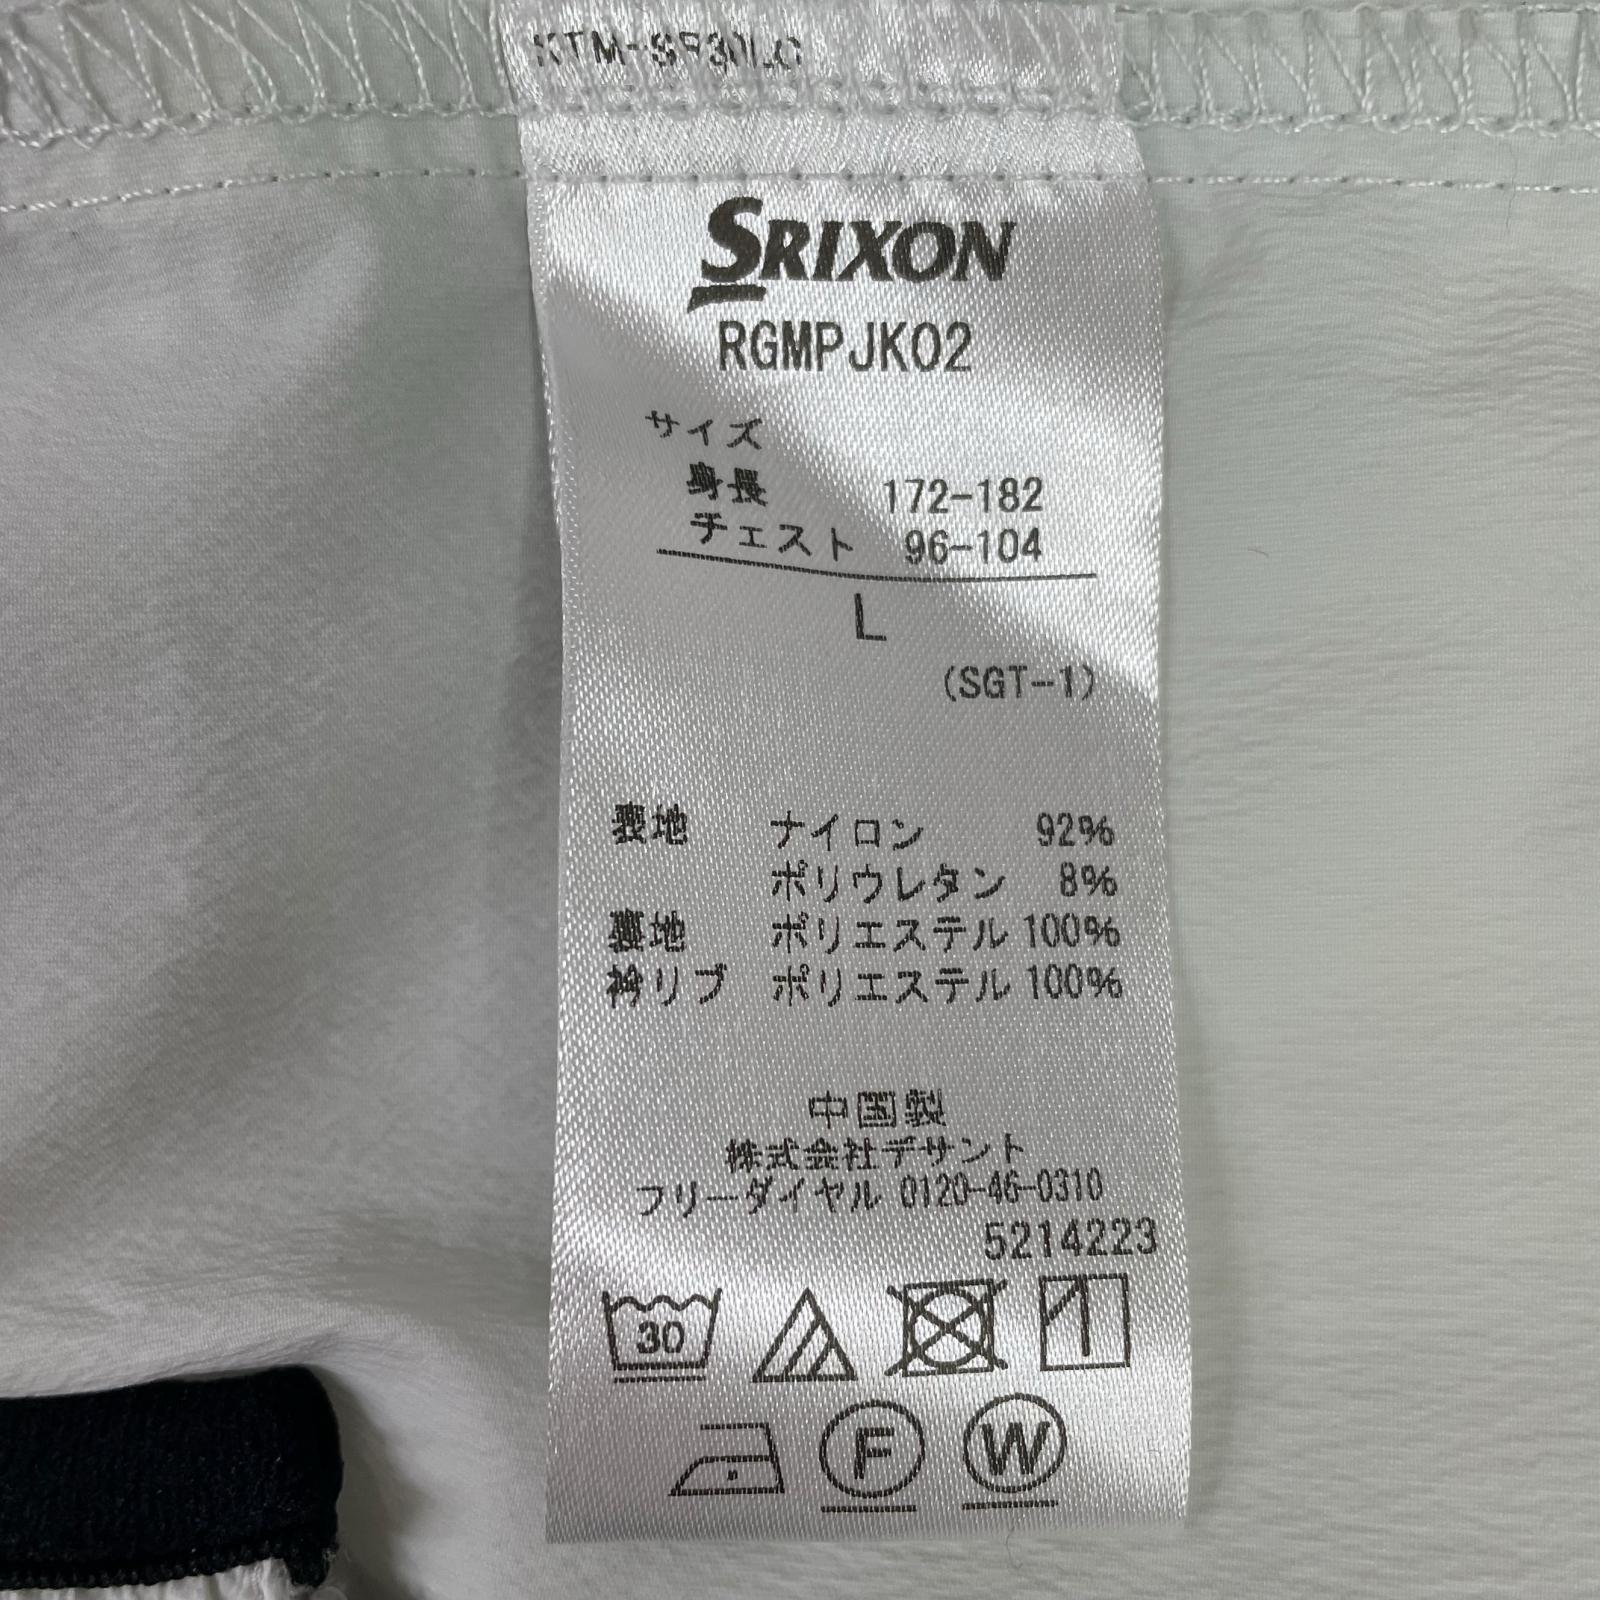 SRIXON
RGMPJK02
サイズ
身長 172-182
チェスト 96-104
L
(SGT-1)
表地 ナイロン 92%
ポリウレタン 8%
裏地 ポリエステル 100%
衿リブ ポリエステル 100%
中国製
株式会社デサント
フリーダイヤル 0120-46-0310
5214223
30
F
W